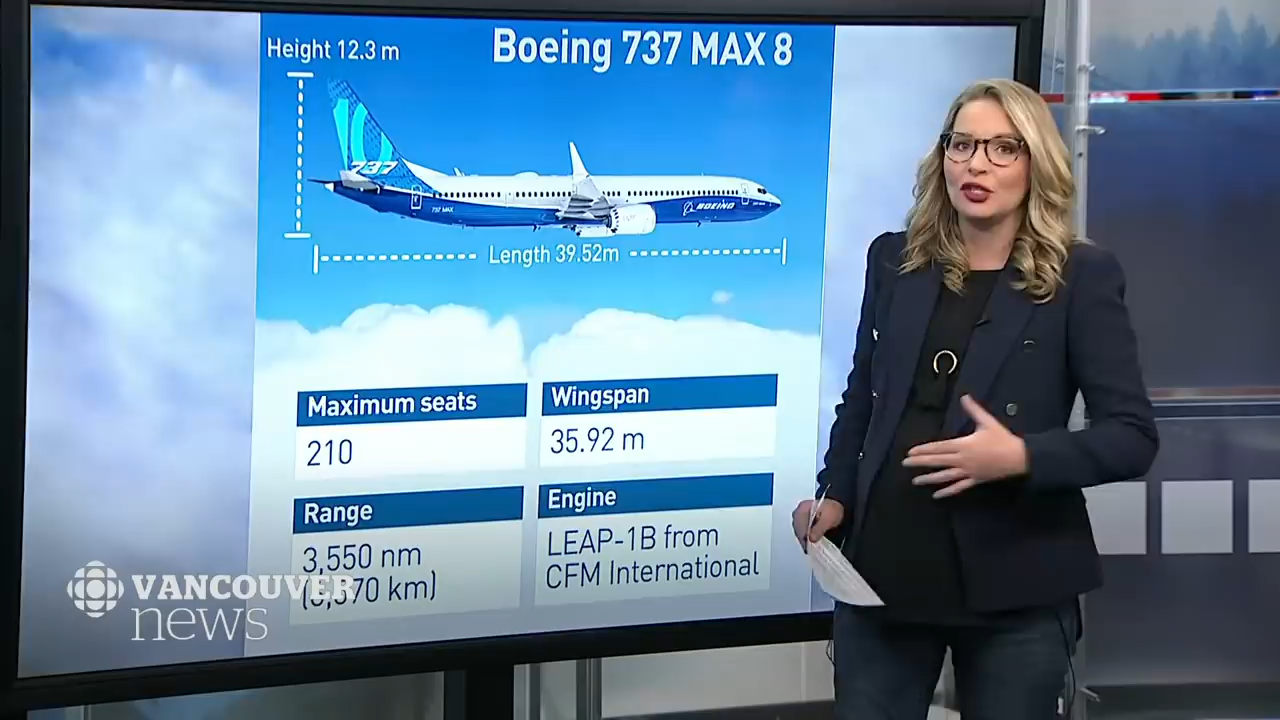 Height 12.3 m
Boeing 737 MAX 8
737
737 MAX
BOEING
Length 39.52m
Maximum seats
210
Wingspan
35.92 m
Range
3,550 nm
km)
Engine
LEAP-1B from
CFM International
VANCOUVER
news